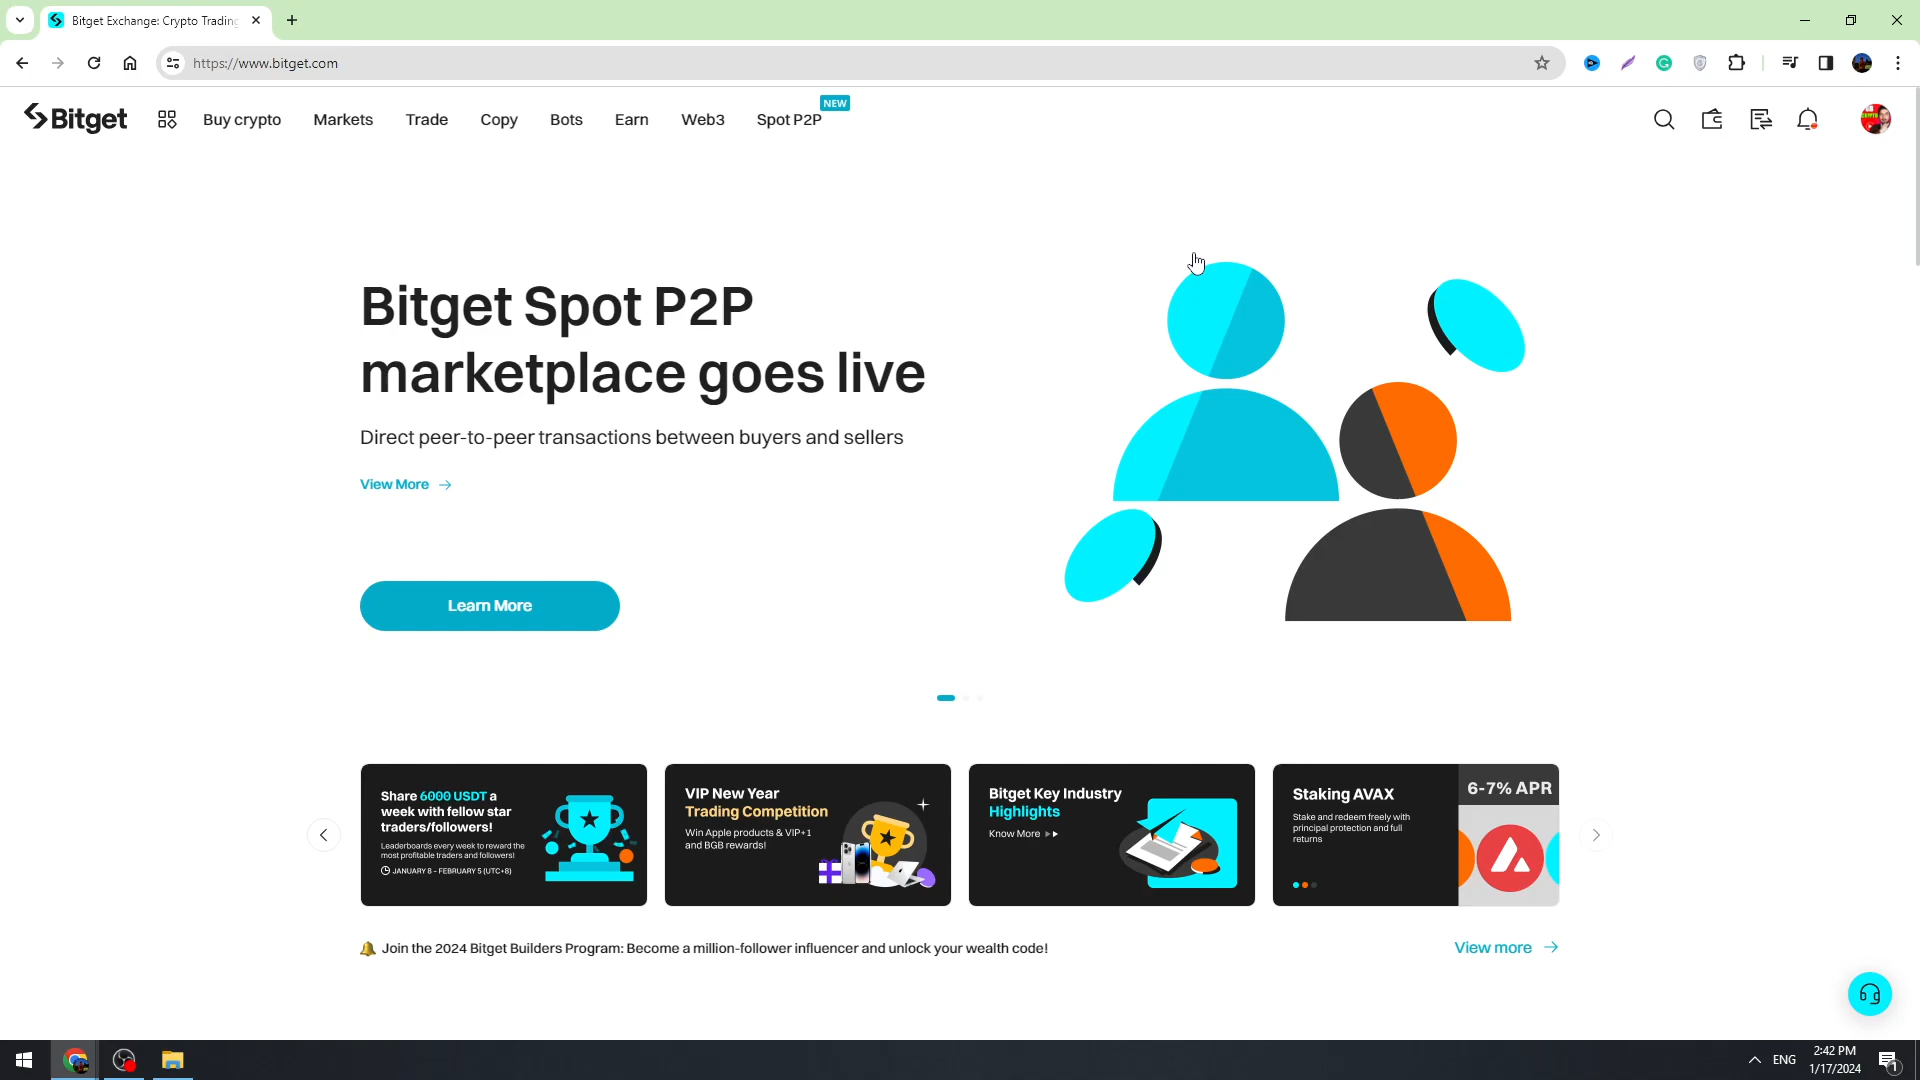 Bitget Exchange: Crypto Trading
https://www.bitget.com
Bitget
Buy crypto
Markets
Trade
Copy
Bots
Earn
Web3
Spot P2P
NEW
Bitget Spot P2P
marketplace goes live
Direct peer-to-peer transactions between buyers and sellers
View More
Learn More
Share 6000 USDT a
week with fellow star
traders/followers!
Leaderboards every week to reward the
most profitable traders and followers!
JANUARY 8 - FEBRUARY 5 (UTC+8)
VIP New Year
Trading Competition
Win Apple products & VIP+1
and BGB rewards!
Bitget Key Industry
Highlights
Know More
Staking AVAX
Stake and redeem freely with
principal protection and full
returns
6-7% APR
Join the 2024 Bitget Builders Program: Become a million-follower influencer and unlock your wealth code!
View more
ENG
2:42 PM
1/17/2024
1